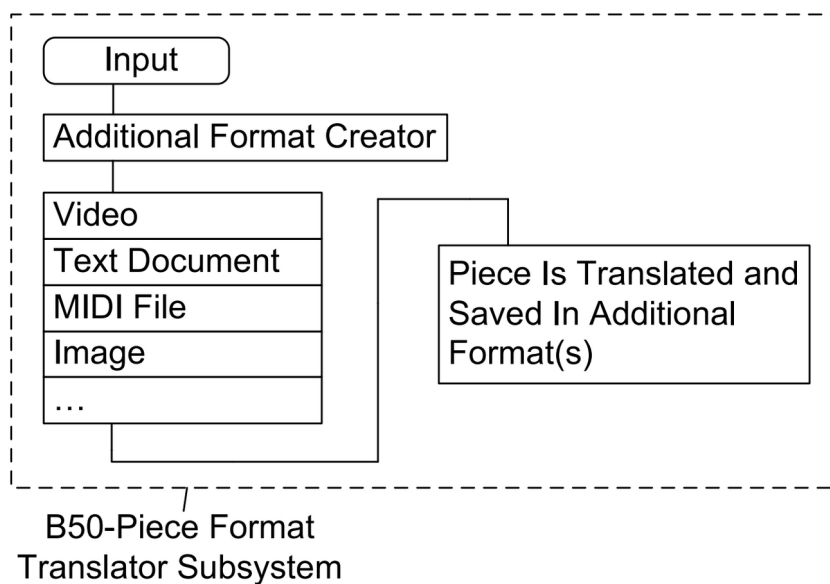 Input
Additional Format Creator
Video
Text Document
MIDI File
Image
…
Piece Is Translated and
Saved In Additional
Format(s)
B50-Piece Format
Translator Subsystem